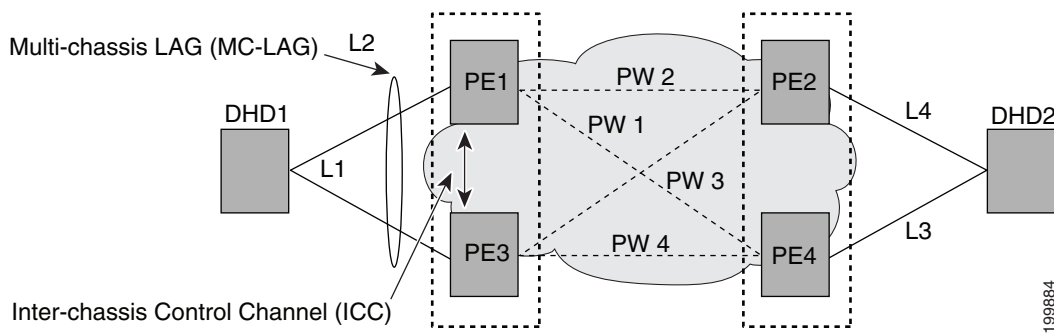 Multi-chassis LAG (MC-LAG)
L2
PE1
PW 2
PE2
DHD1
PW 1
L4
DHD2
L1
PW 3
PE3
PW 4
PE4
L3
Inter-chassis Control Channel (ICC)
199884